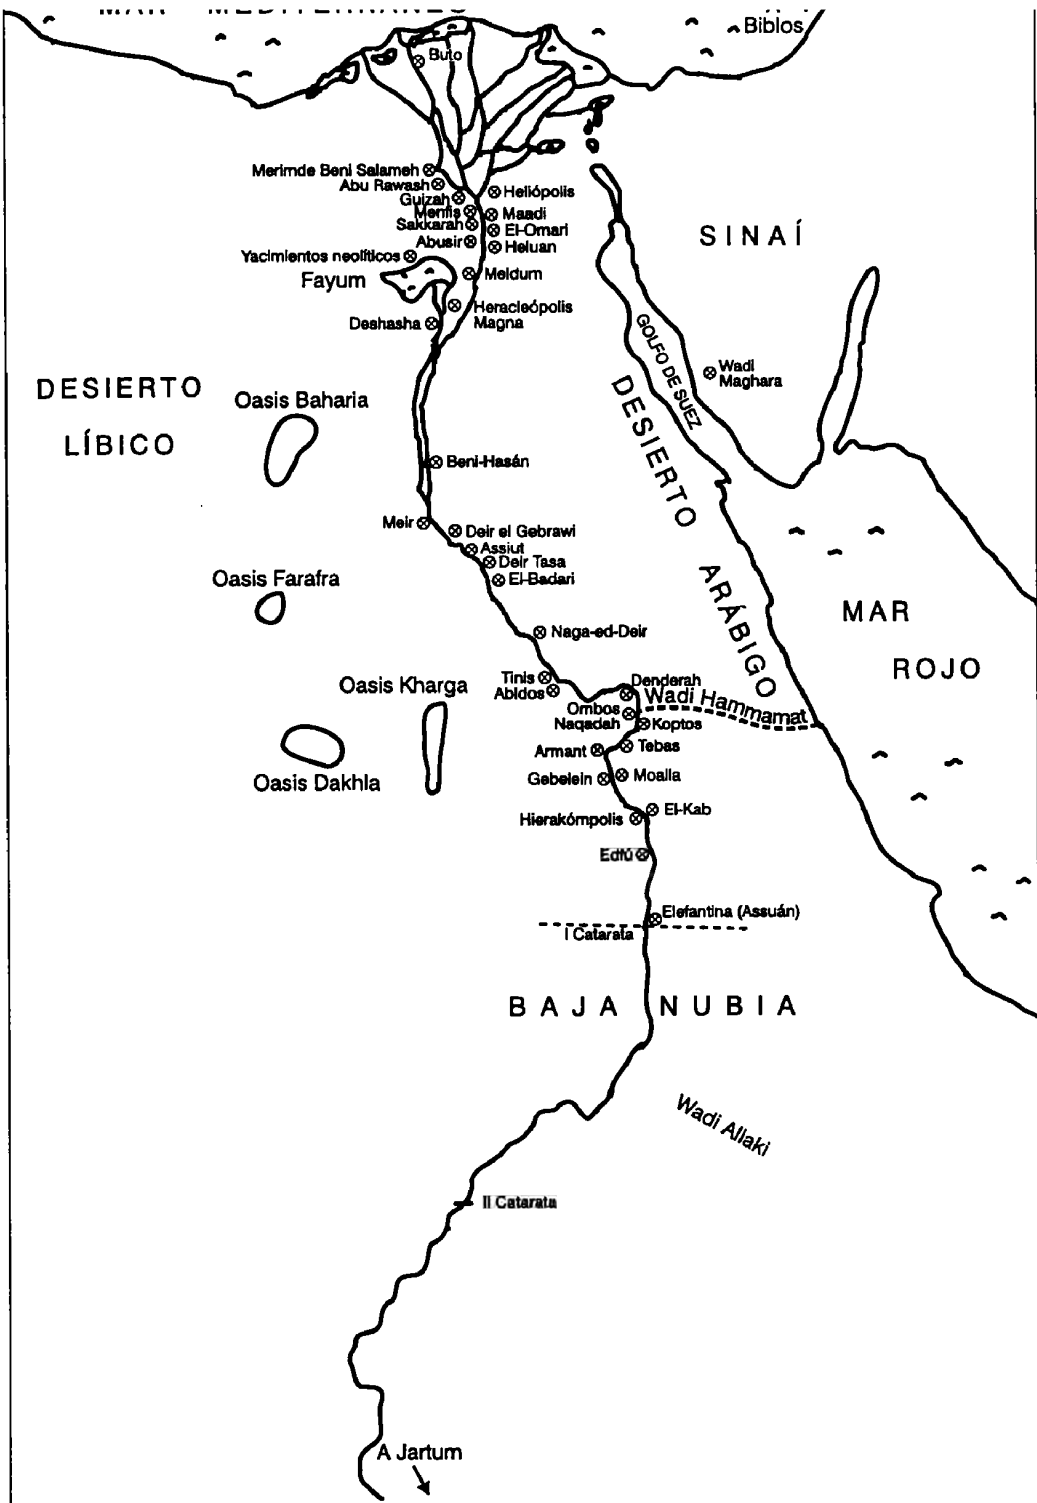 MAR MEDITERRANEO
Biblos
Buto
Merimde Beni Salameh
Abu Rawash
Guizah
Menfis
Sakkarah
Abusir
Yacimientos neolíticos
Fayum
Deshasha
Heliópolis
Maadi
El-Omari
Heluan
Meidum
Heracleópolis
Magna
SINAÍ
GOLFO DE SUEZ
Wadi
Maghara
DESIERTO
LÍBICO
Oasis Baharia
DESIERTO ARÁBIGO
Beni-Hasán
Meir
Deir el Gebrawi
Assiut
Deir Tasa
El-Badari
Oasis Farafra
MAR
ROJO
Naga-ed-Deir
Tinis
Abidos
Oasis Kharga
Denderah
Wadi Hammamat
Ombos
Naqadah
Koptos
Tebas
Armant
Oasis Dakhla
Gebelein
Moalla
El-Kab
Hierakómpolis
Edfú
Elefantina (Assuán)
I Catarata
BAJA NUBIA
Wadi Allaki
II Catarata
A Jartum